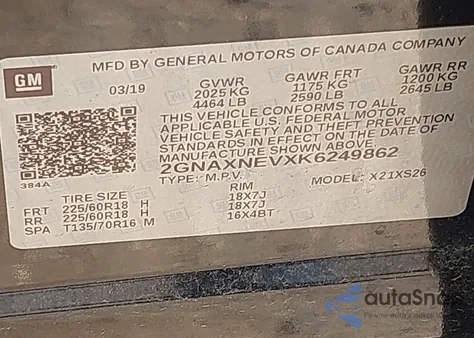 MFD BY GENERAL MOTORS OF CANADA COMPANY
GM
03/19
GVWR GAWR FRT GAWR RR
2025 KG 1175 KG 1200 KG
4464 LB 2590 LB 2645 LB
THIS VEHICLE CONFORMS TO ALL
APPLICABLE U.S. FEDERAL MOTOR
VEHICLE SAFETY AND THEFT PREVENTION
STANDARDS IN EFFECT ON THE DATE OF
MANUFACTURE SHOWN ABOVE.
2GNAXNEVXK6249862
384A
TYPE: M.P.V. MODEL: X21XS26
TIRE SIZE RIM
FRT 225/60R18 H 18X7J
RR 225/60R18 H 18X7J
SPA T135/70R16 M 16X4BT
autoSna